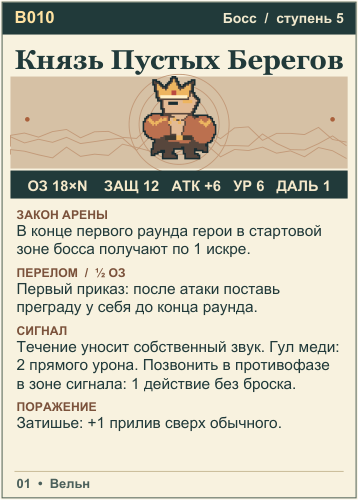 B010
Босс / ступень 5
Князь Пустых Берегов
ОЗ 18×N ЗАЩ 12 АТК +6 УР 6 ДАЛЬ 1
ЗАКОН АРЕНЫ
В конце первого раунда герои в стартовой
зоне босса получают по 1 искре.
ПЕРЕЛОМ / ½ ОЗ
Первый приказ: после атаки поставь
преграду у себя до конца раунда.
СИГНАЛ
Течение уносит собственный звук. Гул меди:
2 прямого урона. Позвонить в противофазе
в зоне сигнала: 1 действие без броска.
ПОРАЖЕНИЕ
Затишье: +1 прилив сверх обычного.
01 • Вельн